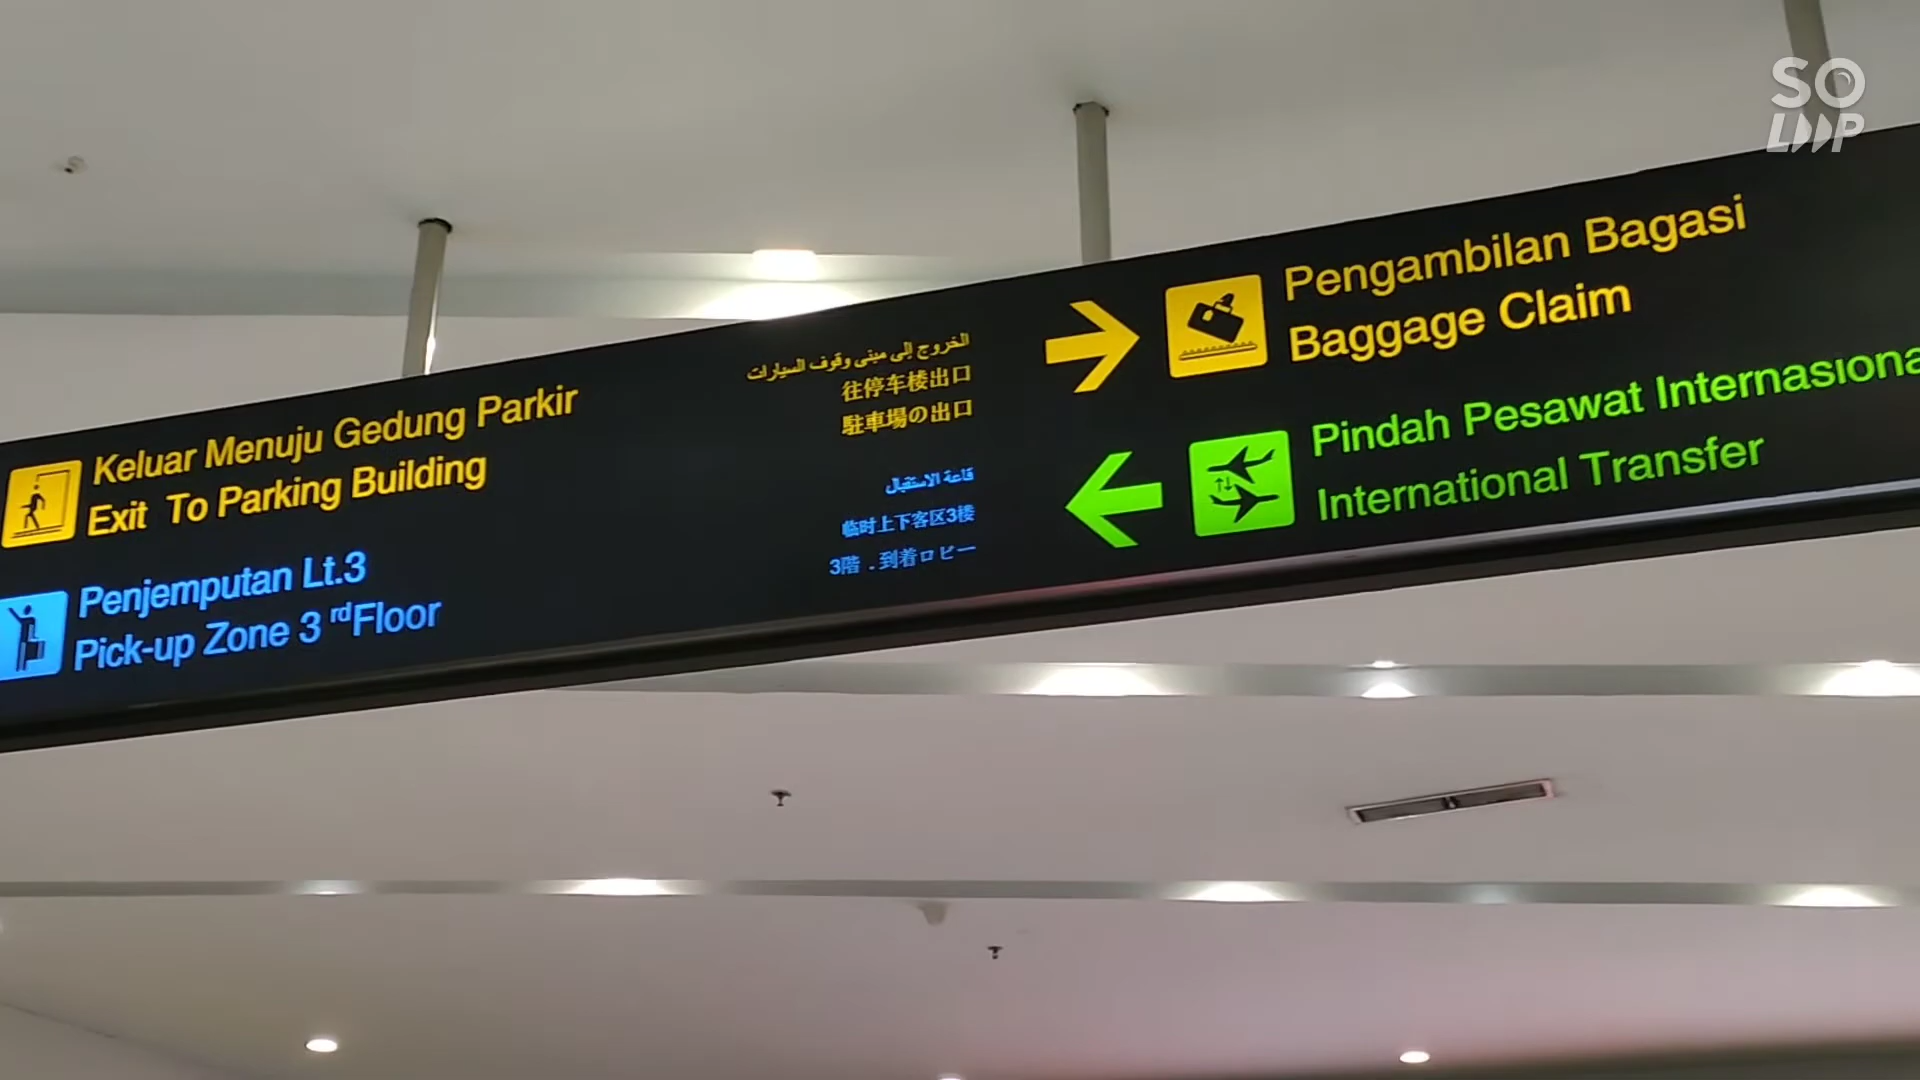 Keluar Menuju Gedung Parkir
Exit To Parking Building
Penjemputan Lt.3
Pick-up Zone 3 rd Floor
الخروج إلى مبنى وقوف السيارات
往停车楼出口
駐車場の出口
قاعة الاستقبال
临时上下客区3楼
3階 . 到着ロビー
Pengambilan Bagasi
Baggage Claim
Pindah Pesawat Internasiona
International Transfer
SO
LOOP